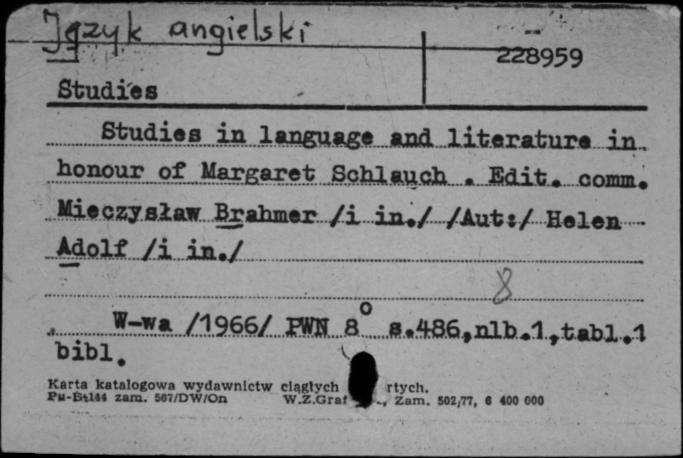 Język angielski
228959
Studies
Studies in language and literature in
honour of Margaret Schlauch . Edit. comm.
Mieczysław Brahmer /i in./ /Aut:/ Helen
Adolf /i in./
8
W-wa /1966/ PWN 8° s.486,nlb.1,tabl.1
bibl.
Karta katalogowa wydawnictw ciągłych rtych.
Pu-Bt144 zam. 567/DW/On W.Z.Graf ., Zam. 502/77, 6 400 000